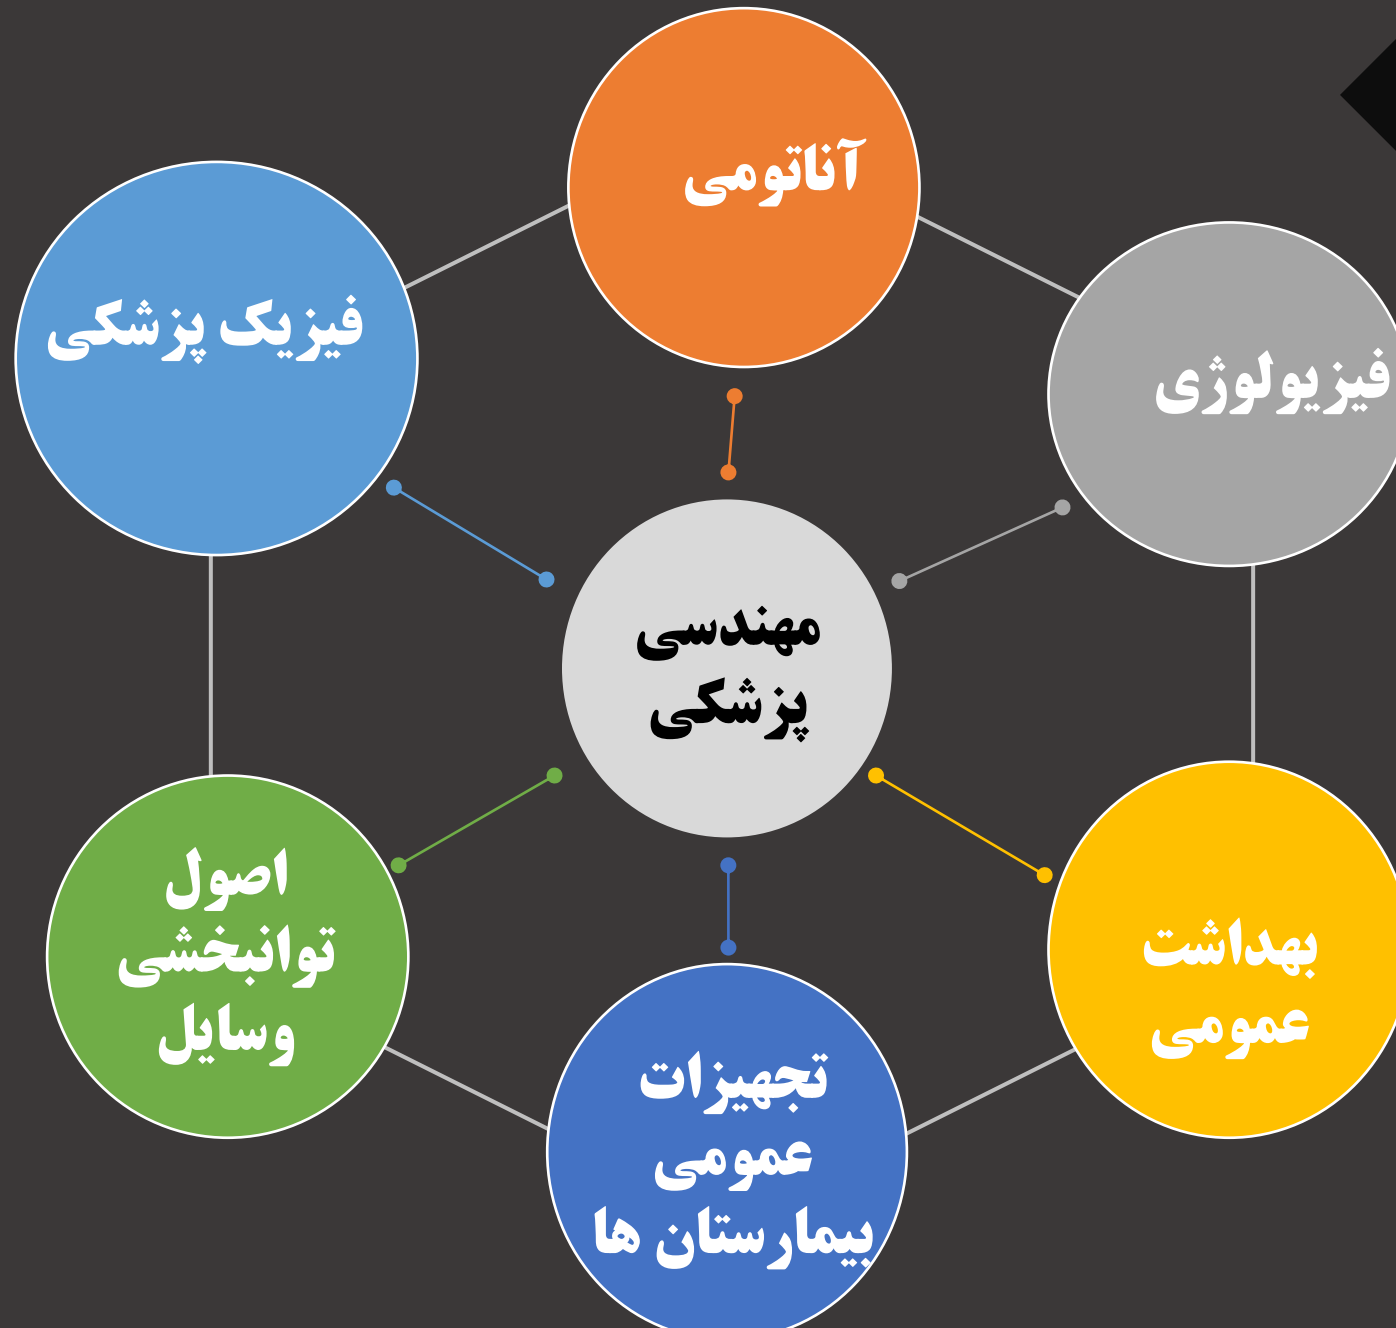 آناتومی
فیزیک پزشکی
فیزیولوژی
مهندسی
پزشکی
اصول
توانبخشی
وسایل
بهداشت
عمومی
تجهیزات
عمومی
بیمارستان ها